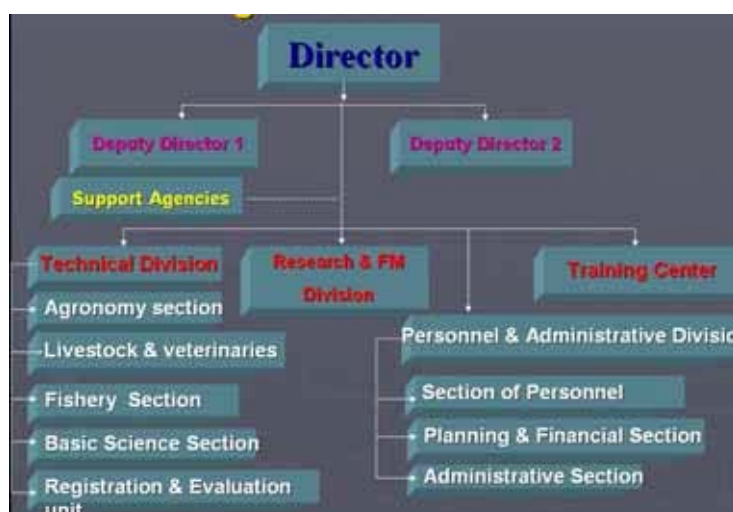 Director
Deputy Director 1
Deputy Director 2
Support Agencies
Technical Division
Research & FM
Division
Training Center
Agronomy section
Livestock & veterinaries
Fishery Section
Basic Science Section
Registration & Evaluation
unit
Personnel & Administrative
Section of Personnel
Planning & Financial Section
Administrative Section